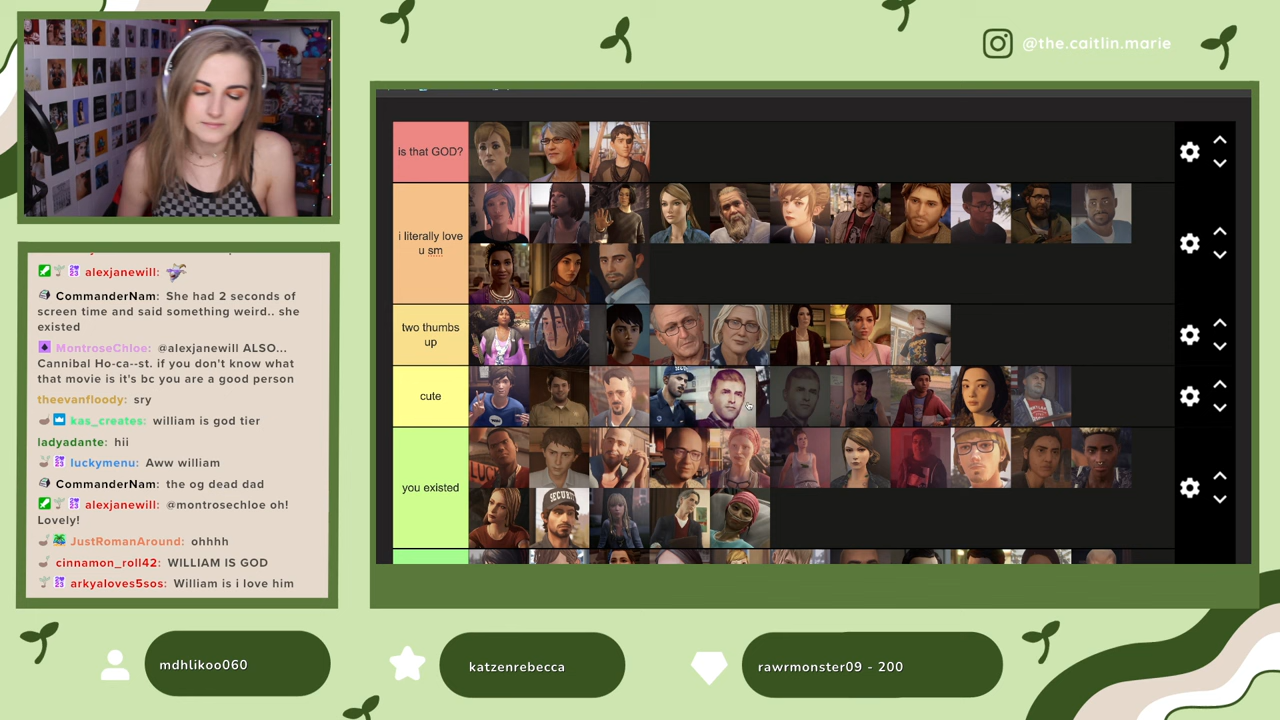 @the.caitlin.marie
alexjanewill:
CommanderNam: She had 2 seconds of
screen time and said something weird.. she
existed
MontroseChloe: @alexjanewill ALSO...
Cannibal Ho-ca--st. if you don't know what
that movie is it's bc you are a good person
theevanfloody: sry
kas_creates: william is god tier
ladyadante: hii
luckymenu: Aww william
CommanderNam: the og dead dad
alexjanewill: @montrosechloe oh!
Lovely!
JustRomanAround: ohhhh
cinnamon_roll42: WILLIAM IS GOD
arkyaloves5sos: William is i love him
is that GOD?
i literally love
u sm
two thumbs
up
cute
you existed
SECURITY
mdhlikoo060
katzenrebecca
rawrmonster09 - 200